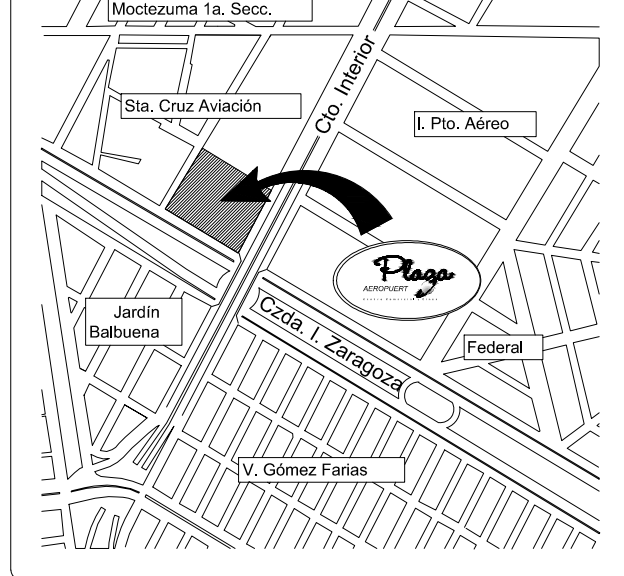 Moctezuma 1a. Secc.
Sta. Cruz Aviación
Cto. Interior
I. Pto. Aéreo
Plaza
AEROPUERT
Jardín
Balbuena
Czda. I. Zaragoza
Federal
V. Gómez Farias